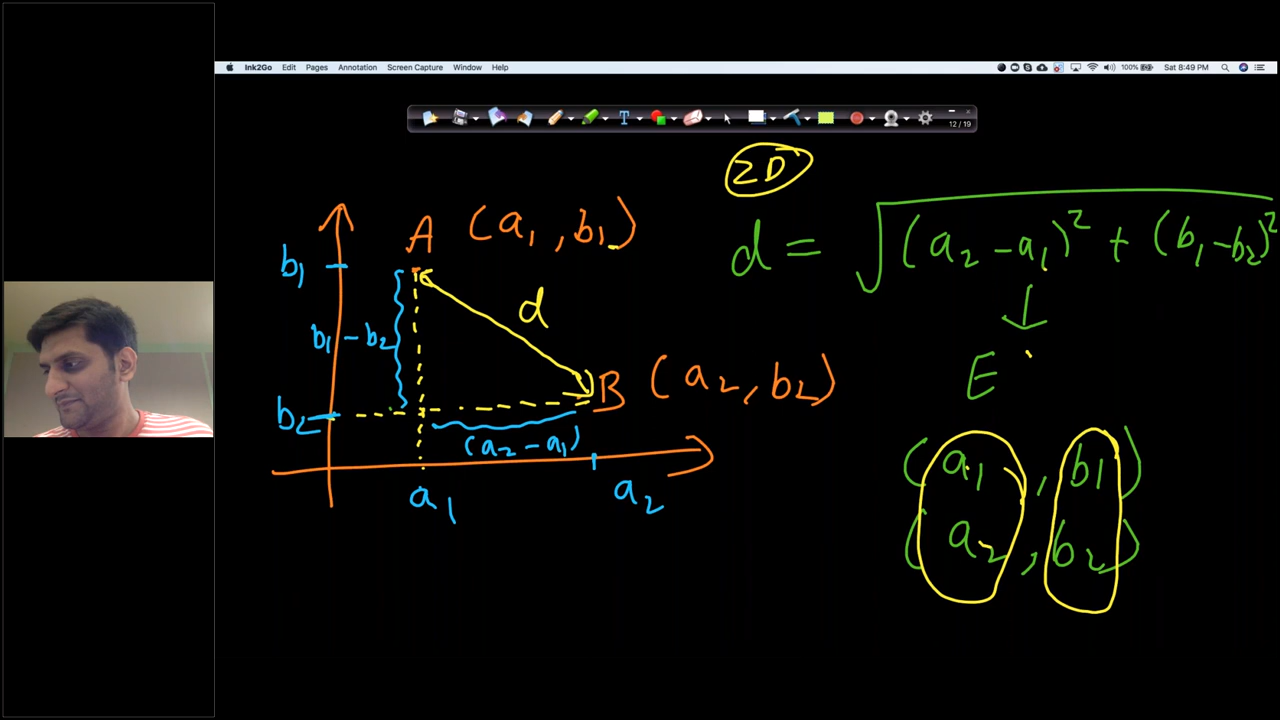 Ink2Go Edit Pages Annotation Screen Capture Window Help 100% Sat 8:49 PM
12 / 19
2D
A (a1, b1)
d = √(a2 - a1)² + (b1 - b2)²
b1
d
b1 - b2
E
B (a2, b2)
b2
(a2 - a1)
a1
a2
(a1, b1)
(a2, b2)